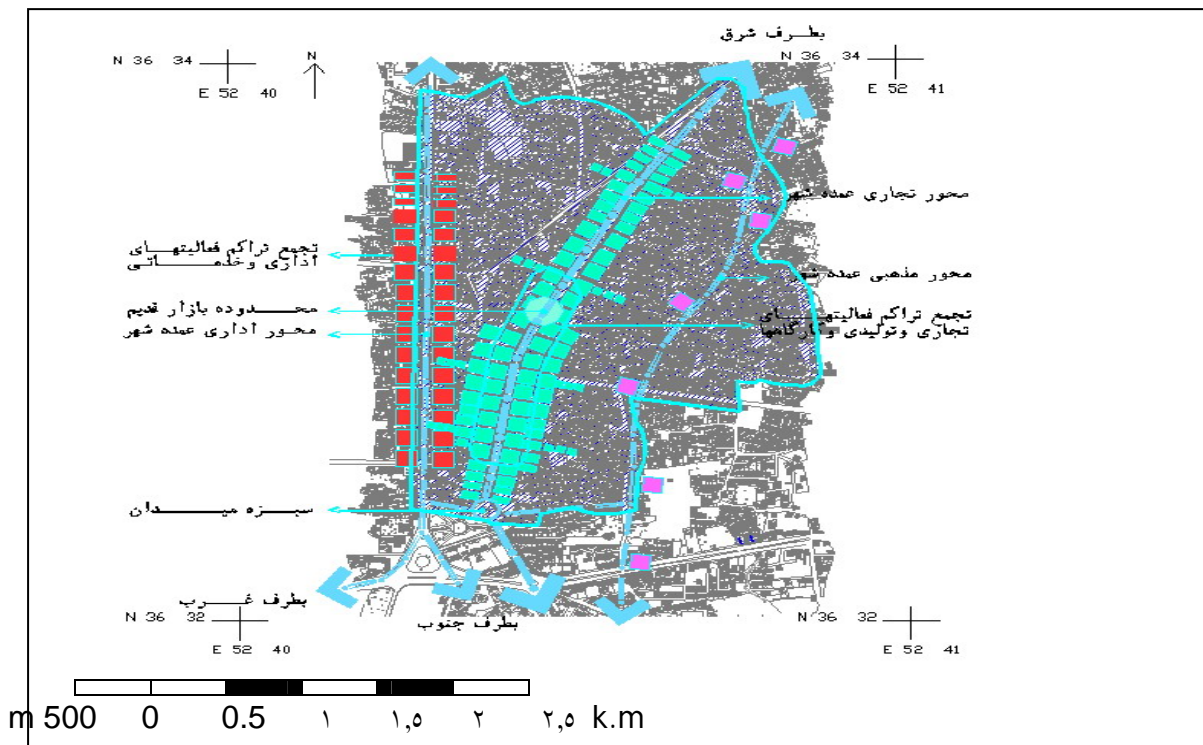 بطرف شرق
N 36 34
E 52 40
N
N 36 34
E 52 41
محور تجاری عمده شهر
تجمع تراکم فعالیتهای
اداری وخدماتی
محور مذهبی عمده شهر
محدوده بازار قدیم
تجمع تراکم فعالیتهای
تجاری وتولیدی وکارگاهها
محور اداری عمده شهر
سبزه میدان
بطرف غرب
بطرف جنوب
N 36 32
E 52 40
N 36 32
E 52 41
m 500 0 0.5 ۱ ۱,۵ ۲ ۲,۵ k.m